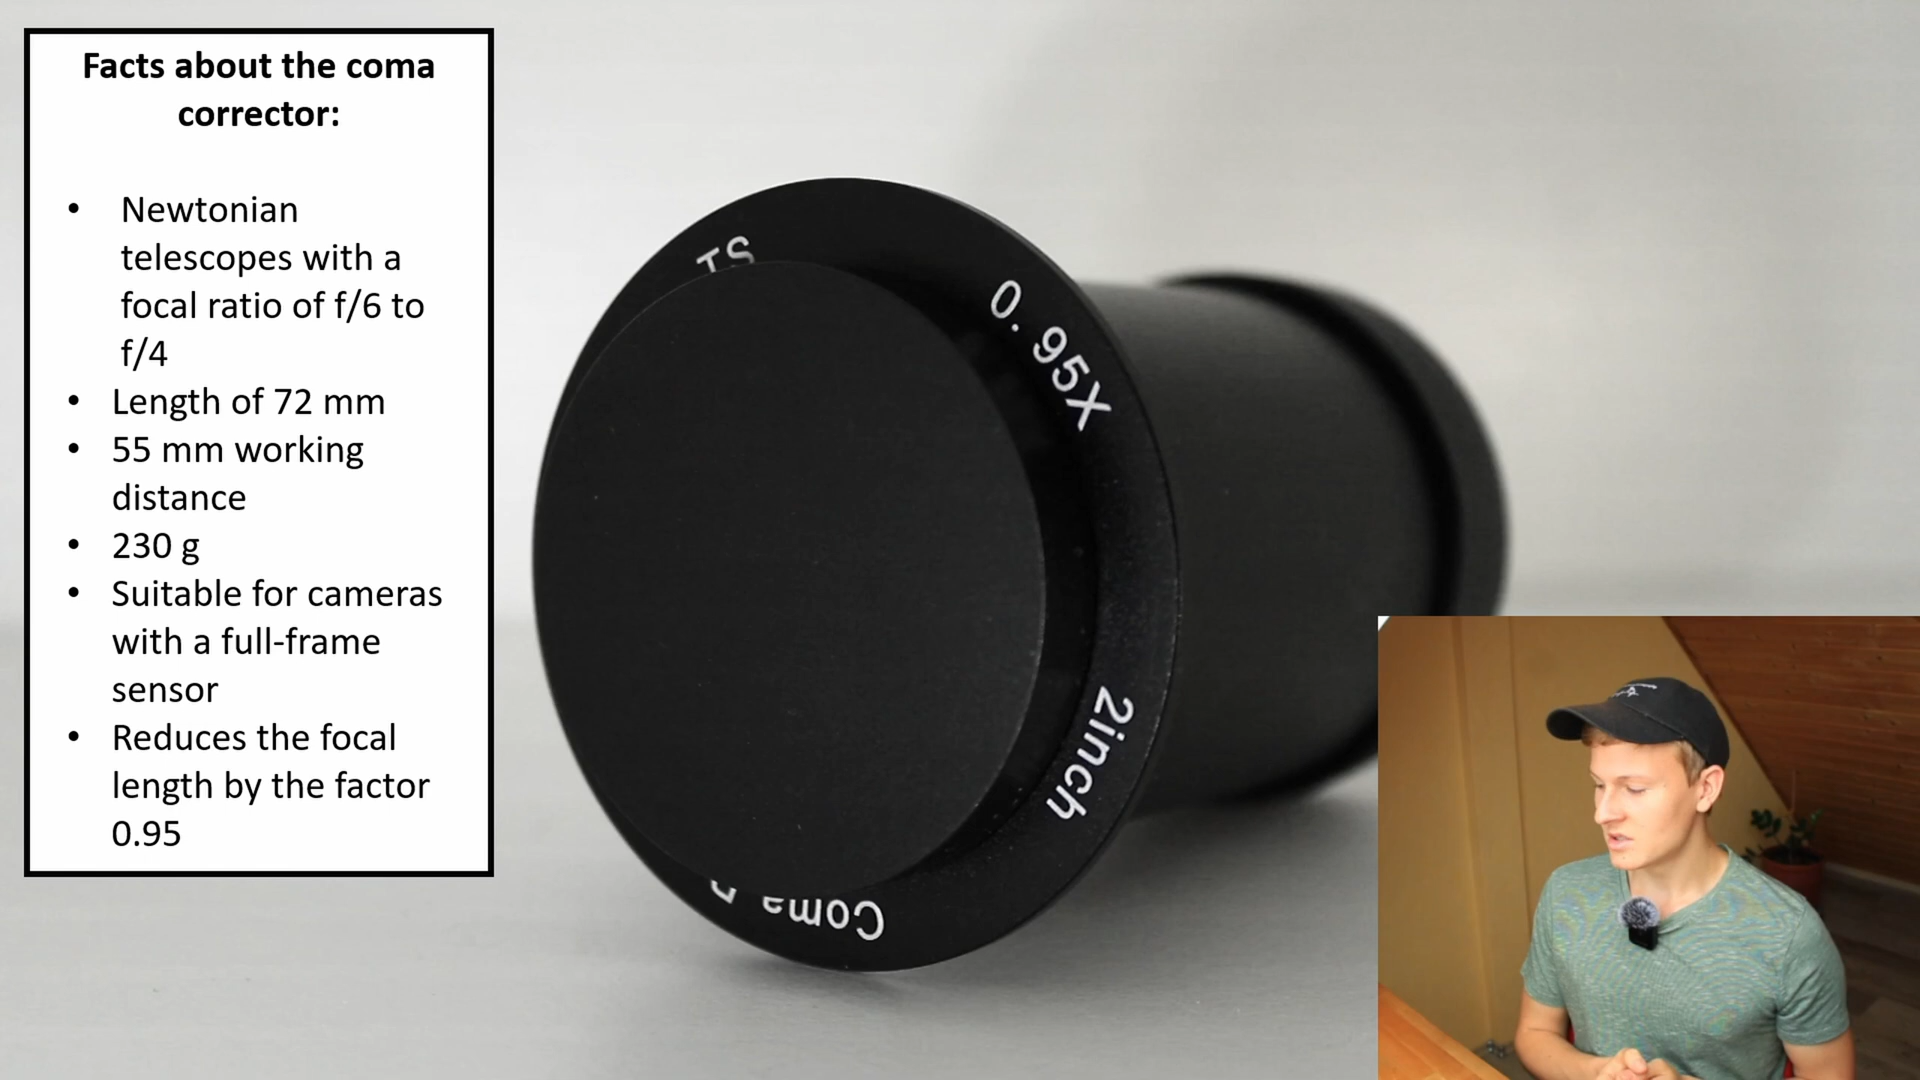 Facts about the coma
corrector:
• Newtonian
telescopes with a
focal ratio of f/6 to
f/4
• Length of 72 mm
• 55 mm working
distance
• 230 g
• Suitable for cameras
with a full-frame
sensor
• Reduces the focal
length by the factor
0.95
TS
0.95X
2inch
Coma